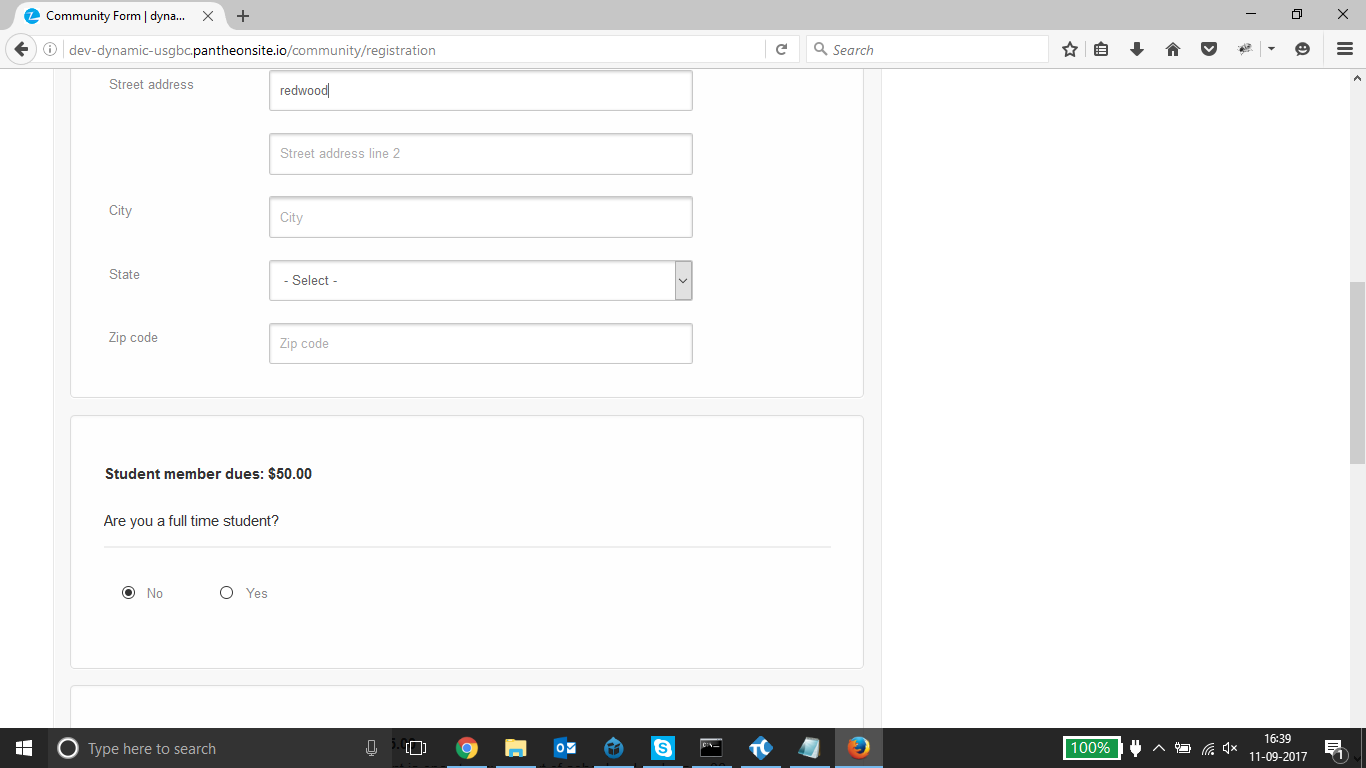 Community Form | dyna...
dev-dynamic-usgbc.pantheonsite.io/community/registration
Search
Street address
redwood
Street address line 2
City
City
State
- Select -
Zip code
Zip code
Student member dues: $50.00
Are you a full time student?
No
Yes
Type here to search
100%
16:39
11-09-2017
1